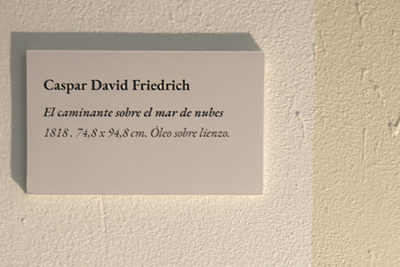 Caspar David Friedrich
El caminante sobre el mar de nubes
1818 . 74,8 x 94,8 cm. Óleo sobre lienzo.